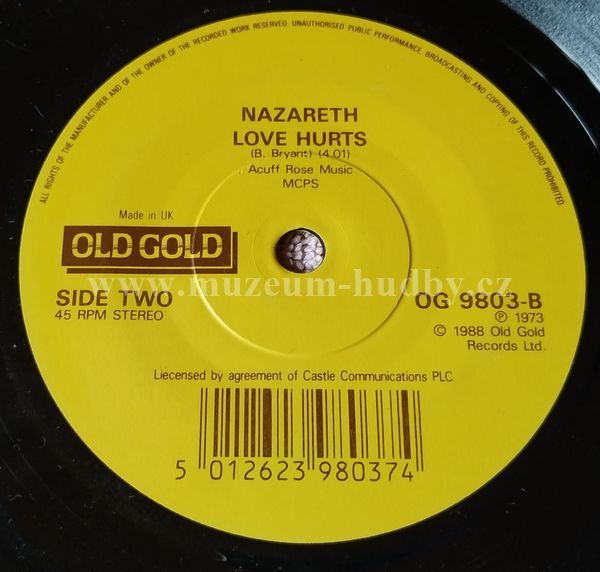 ALL RIGHTS OF THE MANUFACTURER AND OF THE OWNER OF THE RECORDED WORK RESERVED UNAUTHORISED PUBLIC PERFORMANCE, BROADCASTING AND COPYING OF THIS RECORD PROHIBITED
NAZARETH
LOVE HURTS
(B. Bryant) (4.01)
Acuff Rose Music
MCPS
Made in UK
OLD GOLD
www.muzeum-hudby.cz
SIDE TWO
45 RPM STEREO
OG 9803-B
℗ 1973
© 1988 Old Gold
Records Ltd.
Liecensed by agreement of Castle Communications PLC
5 012623 980374